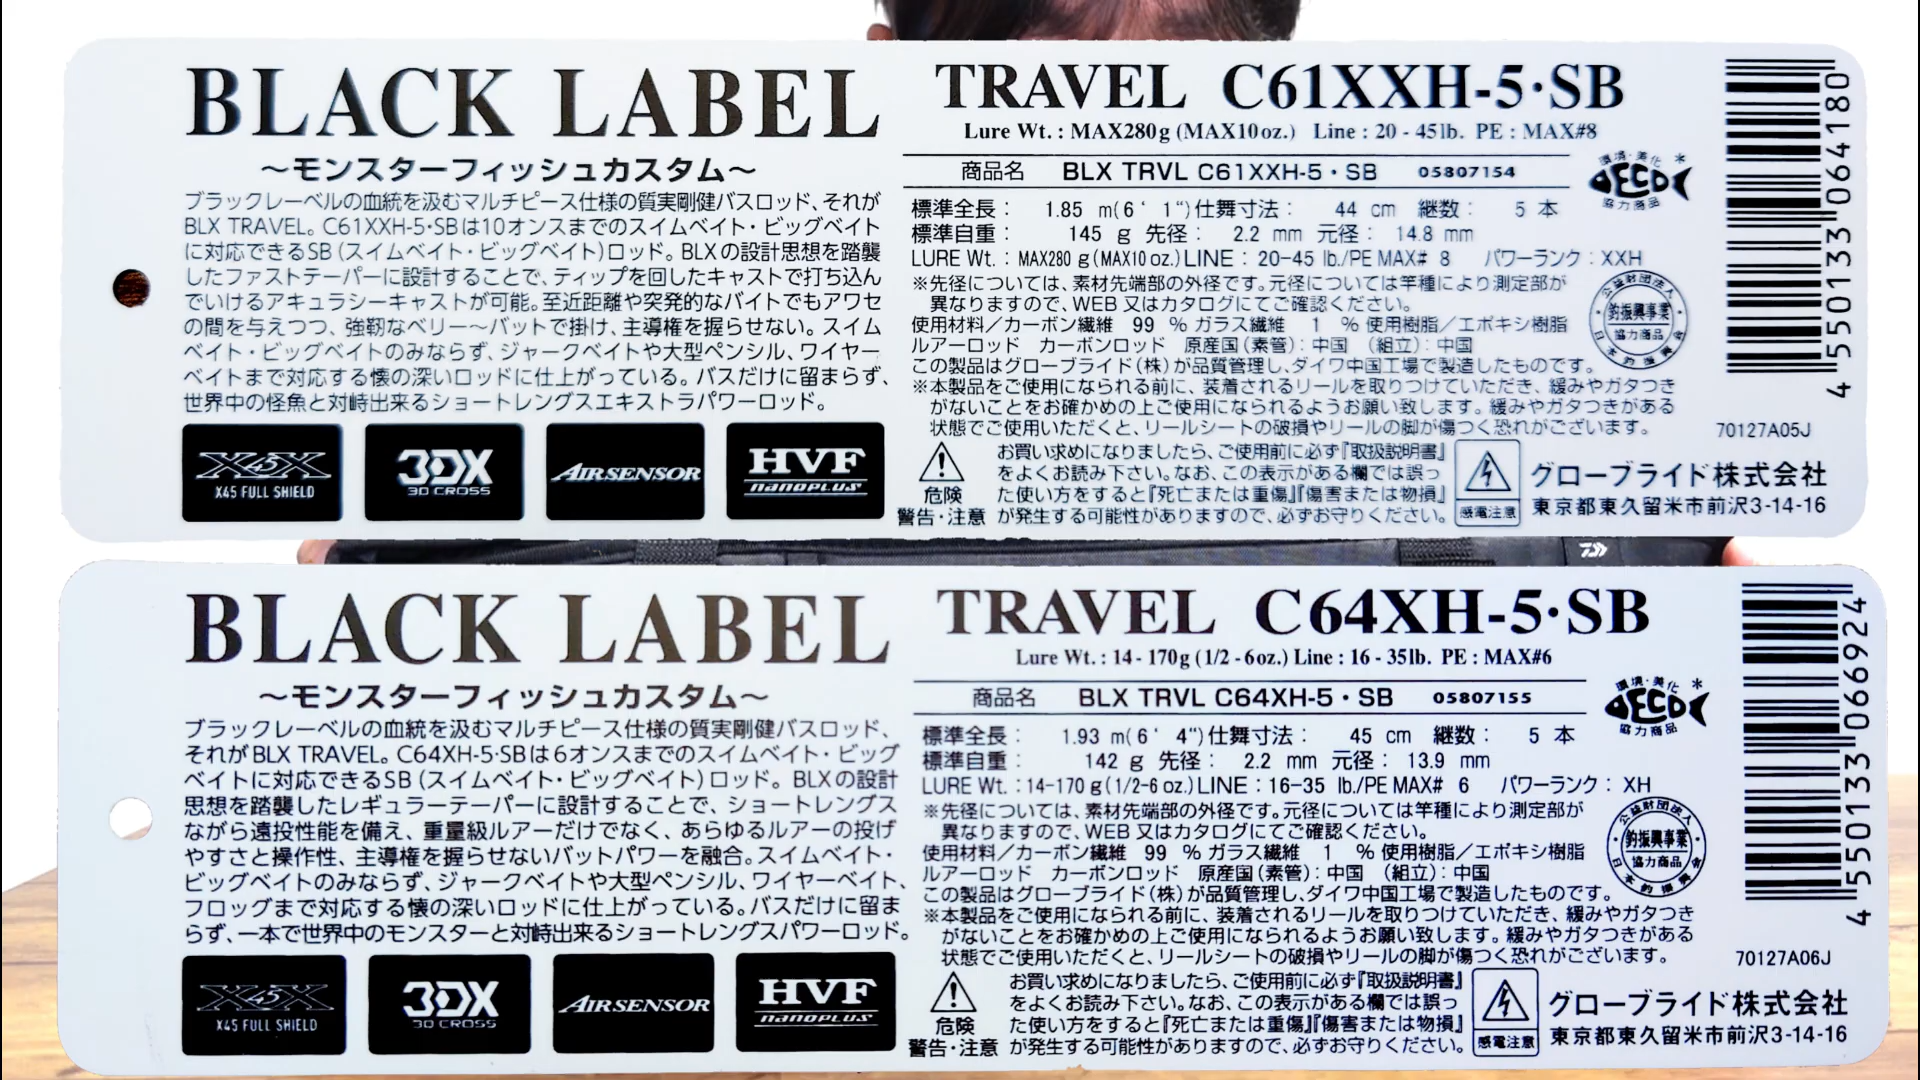 BLACK LABEL
〜モンスターフィッシュカスタム〜
ブラックレーベルの血統を汲むマルチピース仕様の質実剛健バスロッド、それが
BLX TRAVEL。C61XXH-5・SBは10オンスまでのスイムベイト・ビッグベイト
に対応できるSB(スイムベイト・ビッグベイト)ロッド。BLXの設計思想を踏襲
したファストテーパーに設計することで、ティップを回したキャストで打ち込ん
でいけるアキュラシーキャストが可能。至近距離や突発的なバイトでもアワセ
の間を与えつつ、強靭なベリー〜バットで掛け、主導権を握らせない。スイム
ベイト・ビッグベイトのみならず、ジャークベイトや大型ペンシル、ワイヤー
ベイトまで対応する懐の深いロッドに仕上がっている。バスだけに留まらず、
世界中の怪魚と対峙出来るショートレングスエキストラパワーロッド。
X45X
X45 FULL SHIELD
3DX
3D CROSS
AIRSENSOR
HVF
nanoplus
TRAVEL C61XXH-5・SB
Lure Wt. : MAX280g (MAX10oz.) Line : 20 - 45lb. PE : MAX#8
商品名 BLX TRVL C61XXH-5・SB 05807154
標準全長: 1.85 m(6' 1")仕舞寸法: 44 cm 継数: 5 本
標準自重: 145 g 先径: 2.2 mm 元径: 14.8 mm
LURE Wt.: MAX280 g(MAX10 oz.) LINE: 20-45 lb./PE MAX# 8 パワーランク:XXH
※先径については、素材先端部の外径です。元径については竿種により測定部が
異なりますので、WEB又はカタログにてご確認ください。
使用材料/カーボン繊維 99 % ガラス繊維 1 % 使用樹脂/エポキシ樹脂
ルアーロッド カーボンロッド 原産国(素管):中国 (組立):中国
この製品はグローブライド(株)が品質管理し、ダイワ中国工場で製造したものです。
※本製品をご使用になられる前に、装着されるリールを取りつけていただき、緩みやガタつき
がないことをお確かめの上ご使用になられるようお願い致します。緩みやガタつきがある
状態でご使用いただくと、リールシートの破損やリールの脚が傷つく恐れがございます。
危険
警告・注意
お買い求めになりましたら、ご使用前に必ず『取扱説明書』
をよくお読み下さい。なお、この表示がある欄では誤っ
た使い方をすると『死亡または重傷』『傷害または物損』
が発生する可能性がありますので、必ずお守りください。
感電注意
グローブライド株式会社
東京都東久留米市前沢3-14-16
環境・美化
ECO
協力商品
公益財団法人
釣振興事業
協力商品
日本釣振興会
4 550133 064180
70127A05J
BLACK LABEL
〜モンスターフィッシュカスタム〜
ブラックレーベルの血統を汲むマルチピース仕様の質実剛健バスロッド、
それがBLX TRAVEL。C64XH-5・SBは6オンスまでのスイムベイト・ビッグ
ベイトに対応できるSB(スイムベイト・ビッグベイト)ロッド。BLXの設計
思想を踏襲したレギュラーテーパーに設計することで、ショートレングス
ながら遠投性能を備え、重量級ルアーだけでなく、あらゆるルアーの投げ
やすさと操作性、主導権を握らせないバットパワーを融合。スイムベイト・
ビッグベイトのみならず、ジャークベイトや大型ペンシル、ワイヤーベイト、
フロッグまで対応する懐の深いロッドに仕上がっている。バスだけに留ま
らず、一本で世界中のモンスターと対峙出来るショートレングスパワーロッド。
X45X
X45 FULL SHIELD
3DX
3D CROSS
AIRSENSOR
HVF
nanoplus
TRAVEL C64XH-5・SB
Lure Wt. : 14 - 170g (1/2 - 6oz.) Line : 16 - 35lb. PE : MAX#6
商品名 BLX TRVL C64XH-5・SB 05807155
標準全長: 1.93 m(6' 4")仕舞寸法: 45 cm 継数: 5 本
標準自重: 142 g 先径: 2.2 mm 元径: 13.9 mm
LURE Wt.:14-170 g(1/2-6 oz.) LINE:16-35 lb./PE MAX# 6 パワーランク: XH
※先径については、素材先端部の外径です。元径については竿種により測定部が
異なりますので、WEB又はカタログにてご確認ください。
使用材料/カーボン繊維 99 % ガラス繊維 1 % 使用樹脂/エポキシ樹脂
ルアーロッド カーボンロッド 原産国(素管):中国 (組立):中国
この製品はグローブライド(株)が品質管理し、ダイワ中国工場で製造したものです。
※本製品をご使用になられる前に、装着されるリールを取りつけていただき、緩みやガタつき
がないことをお確かめの上ご使用になられるようお願い致します。緩みやガタつきがある
状態でご使用いただくと、リールシートの破損やリールの脚が傷つく恐れがございます。
危険
警告・注意
お買い求めになりましたら、ご使用前に必ず『取扱説明書』
をよくお読み下さい。なお、この表示がある欄では誤っ
た使い方をすると『死亡または重傷』『傷害または物損』
が発生する可能性がありますので、必ずお守りください。
感電注意
グローブライド株式会社
東京都東久留米市前沢3-14-16
環境・美化
ECO
協力商品
公益財団法人
釣振興事業
協力商品
日本釣振興会
4 550133 066924
70127A06J